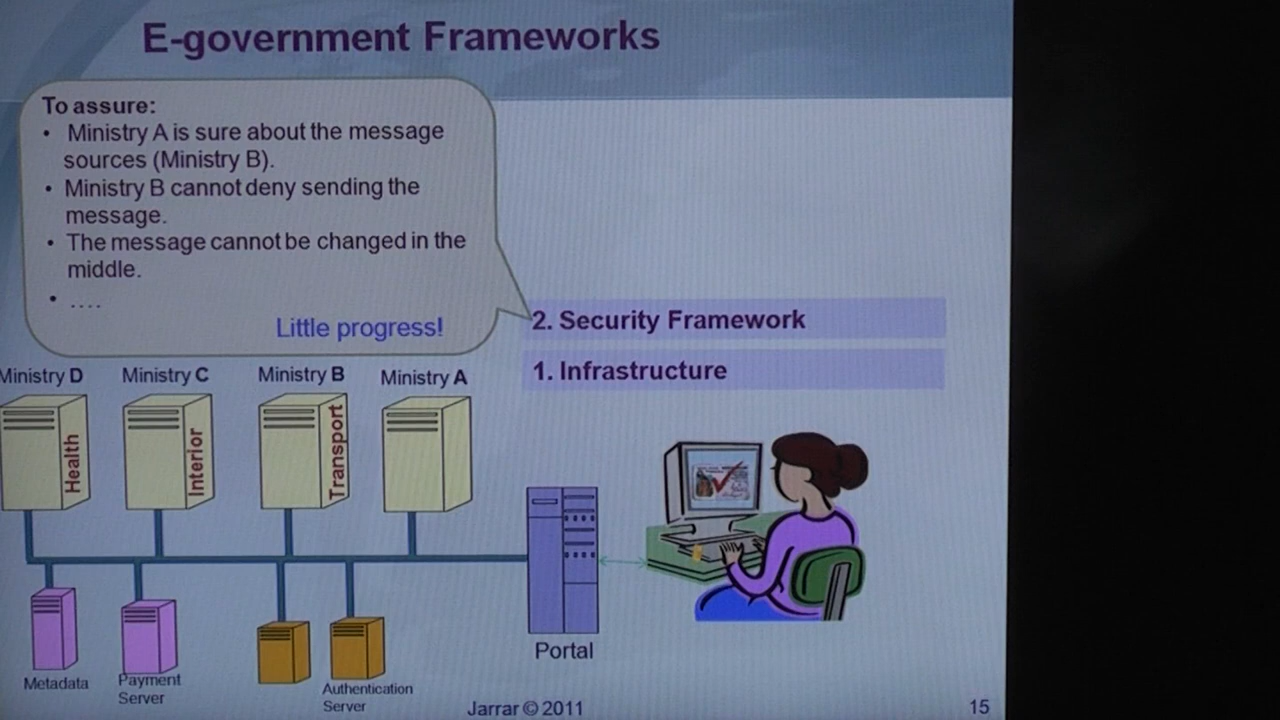 E-government Frameworks
To assure:
• Ministry A is sure about the message
sources (Ministry B).
• Ministry B cannot deny sending the
message.
• The message cannot be changed in the
middle.
• ....
Little progress!
2. Security Framework
1. Infrastructure
Ministry D
Ministry C
Ministry B
Ministry A
Health
Interior
Transport
Portal
Metadata
Payment
Server
Authentication
Server
Jarrar © 2011
15